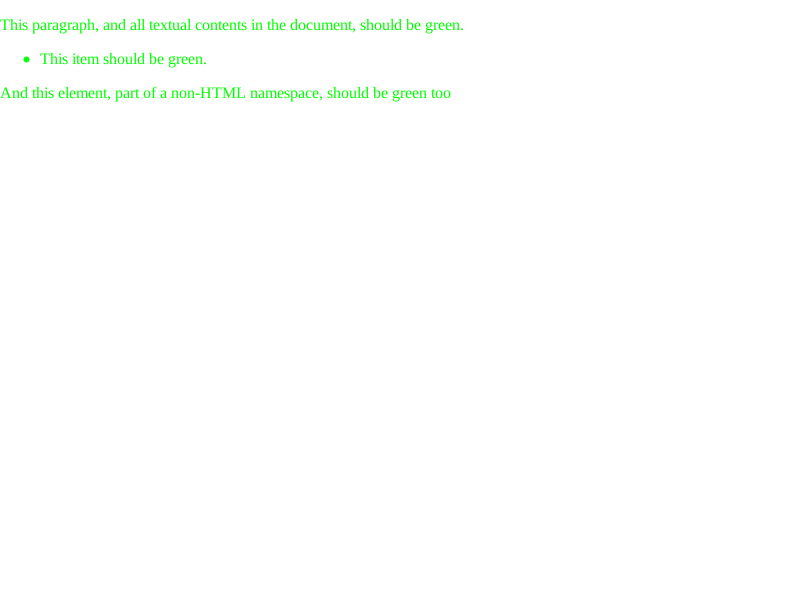 This paragraph, and all textual contents in the document, should be green.
• This item should be green.
And this element, part of a non-HTML namespace, should be green too